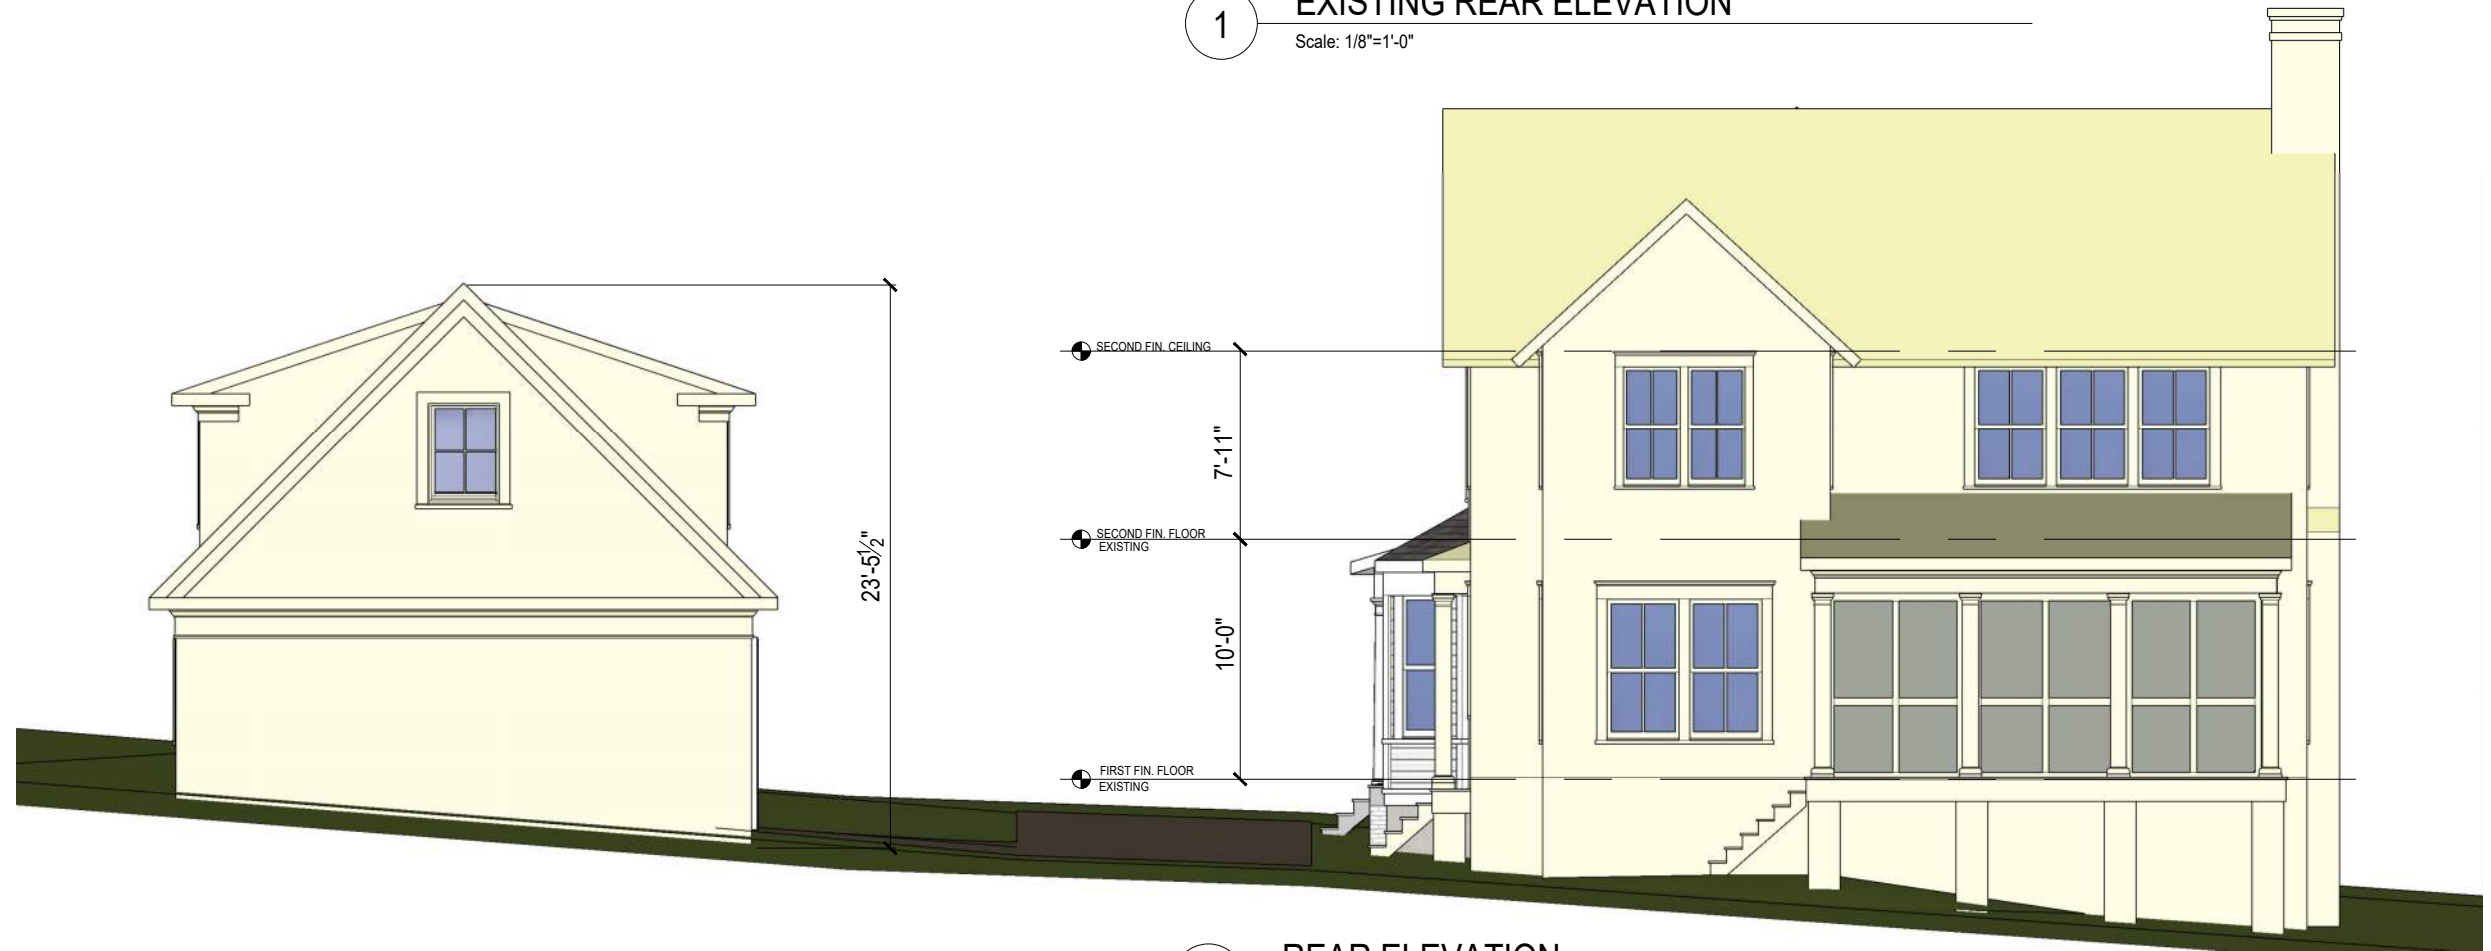 EXISTING REAR ELEVATION
1
Scale: 1/8"=1'-0"
SECOND FIN. CEILING
7'-11"
SECOND FIN. FLOOR
EXISTING
23'-5½"
10'-0"
FIRST FIN. FLOOR
EXISTING
REAR ELEVATION